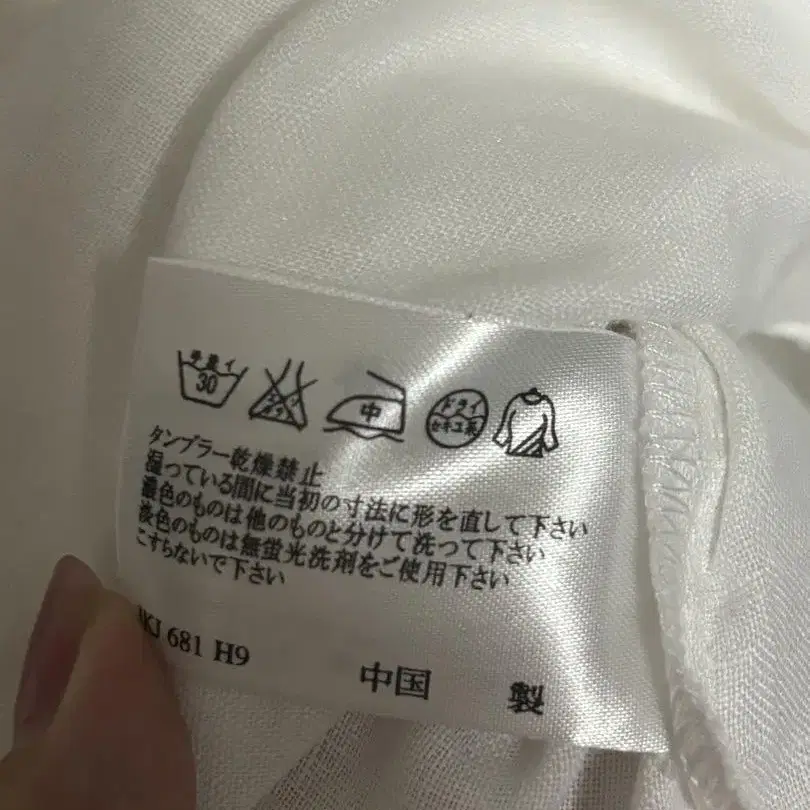 手洗イ
30
中
ドライ
セキユ系
タンブラー乾燥禁止
湿っている間に当初の寸法に形を直して下さい
濃色のものは他のものと分けて洗って下さい
淡色のものは無蛍光洗剤をご使用下さい
こすらないで下さい
681 H9
中国 製